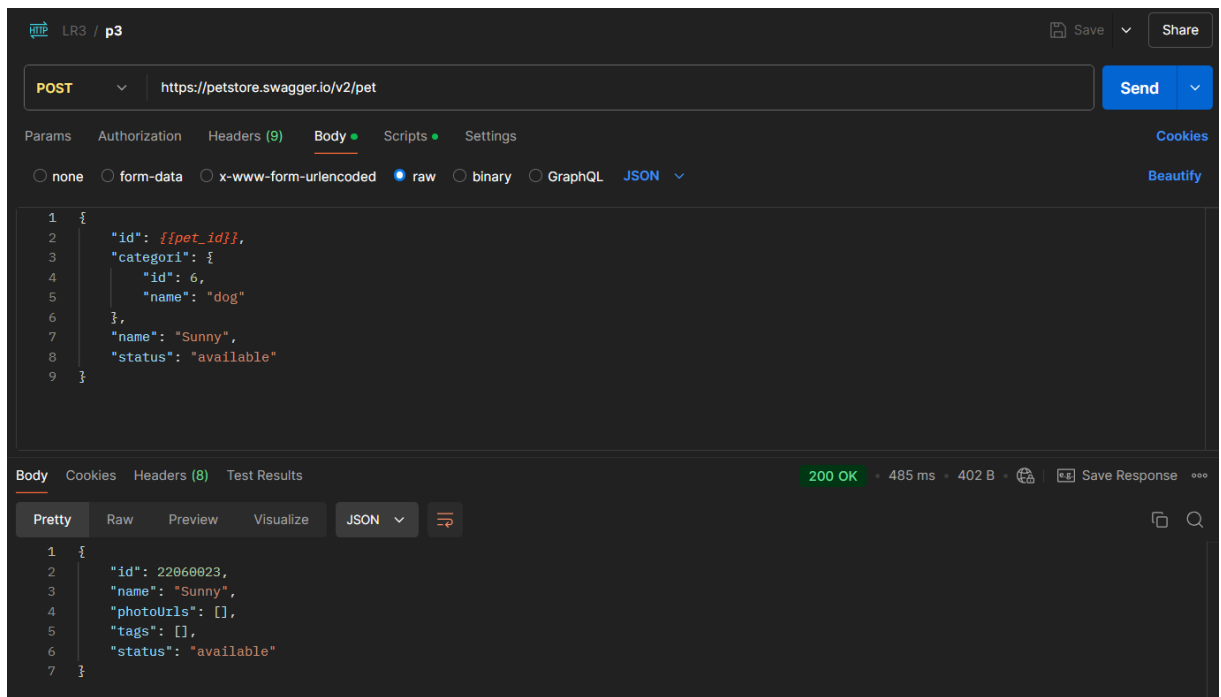 HTTP LR3 / p3 Save Share
POST https://petstore.swagger.io/v2/pet Send
Params Authorization Headers (9) Body Scripts Settings Cookies
none form-data x-www-form-urlencoded raw binary GraphQL JSON Beautify
1 {
2 "id": {{pet_id}},
3 "categori": {
4 "id": 6,
5 "name": "dog"
6 },
7 "name": "Sunny",
8 "status": "available"
9 }
Body Cookies Headers (8) Test Results 200 OK 485 ms 402 B e.g. Save Response
Pretty Raw Preview Visualize JSON
1 {
2 "id": 22060023,
3 "name": "Sunny",
4 "photoUrls": [],
5 "tags": [],
6 "status": "available"
7 }